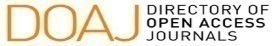 DOAJ
DIRECTORY OF
OPEN ACCESS
JOURNALS